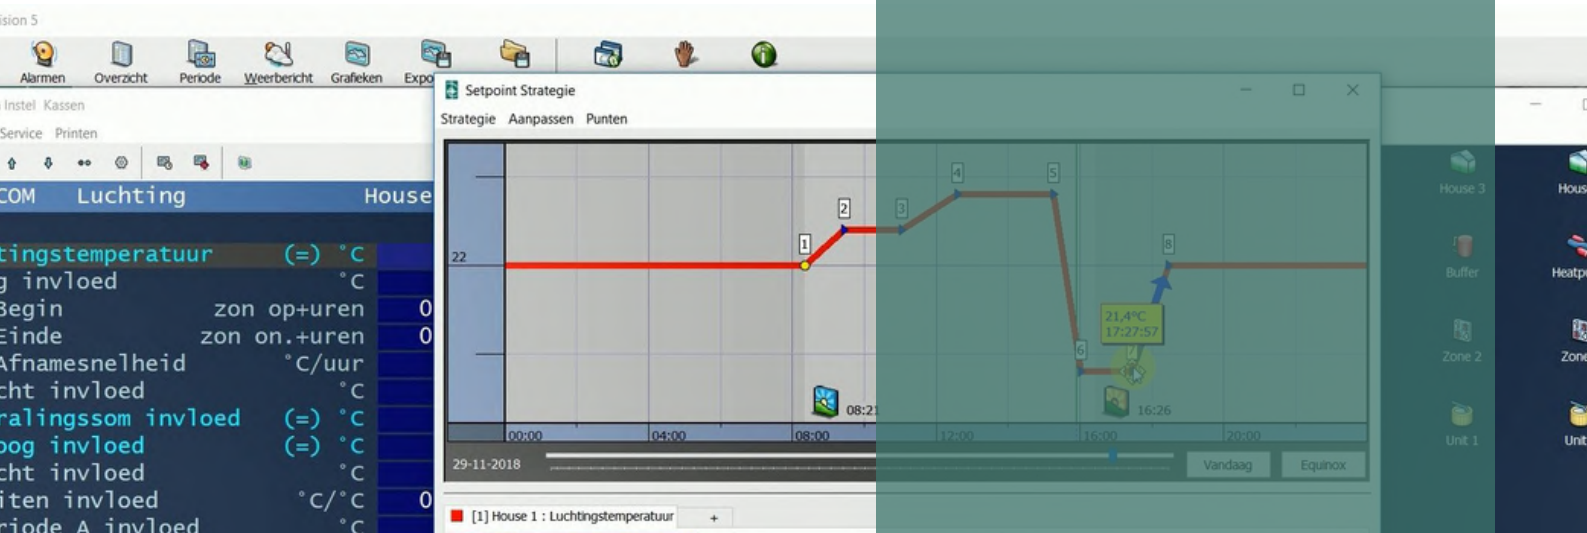 ision 5
Alarmen Overzicht Periode Weerbericht Grafieken Expo
Instel Kassen
Service Printen
Setpoint Strategie
Strategie Aanpassen Punten
COM Luchting House
tingstemperatuur (=) °C
g invloed °C
Begin zon op+uren 0
Einde zon on.+uren 0
Afnamesnelheid °C/uur
cht invloed °C
ralingssom invloed (=) °C
oog invloed (=) °C
cht invloed °C
iten invloed °C/°C 0
riode A invloed °C
22
1
2
3
4
5
6
7
8
21,4°C
17:27:57
08:21
16:26
00:00 04:00 08:00 12:00 16:00 20:00
29-11-2018
Vandaag Equinox
[1] House 1 : Luchtingstemperatuur +
House 3 Hous
Buffer Heatpu
Zone 2 Zone
Unit 1 Unit